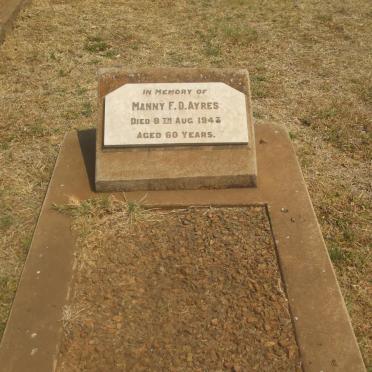 IN MEMORY OF
MANNY F. D. AYRES
DIED 8TH AUG 1943
AGED 60 YEARS.